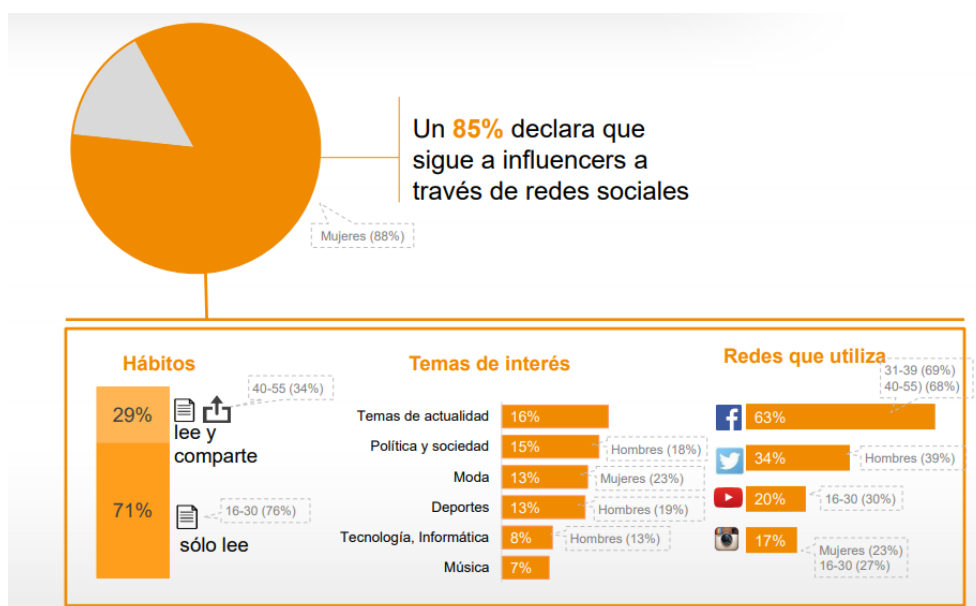 Un 85% declara que
sigue a influencers a
través de redes sociales
Mujeres (88%)
Hábitos
40-55 (34%)
29%
lee y
comparte
71%
16-30 (76%)
sólo lee
Temas de interés
Temas de actualidad 16%
Política y sociedad 15% Hombres (18%)
Moda 13% Mujeres (23%)
Deportes 13% Hombres (19%)
Tecnología, Informática 8% Hombres (13%)
Música 7%
Redes que utiliza
31-39 (69%)
40-55) (68%)
63%
34% Hombres (39%)
20% 16-30 (30%)
17% Mujeres (23%)
16-30 (27%)